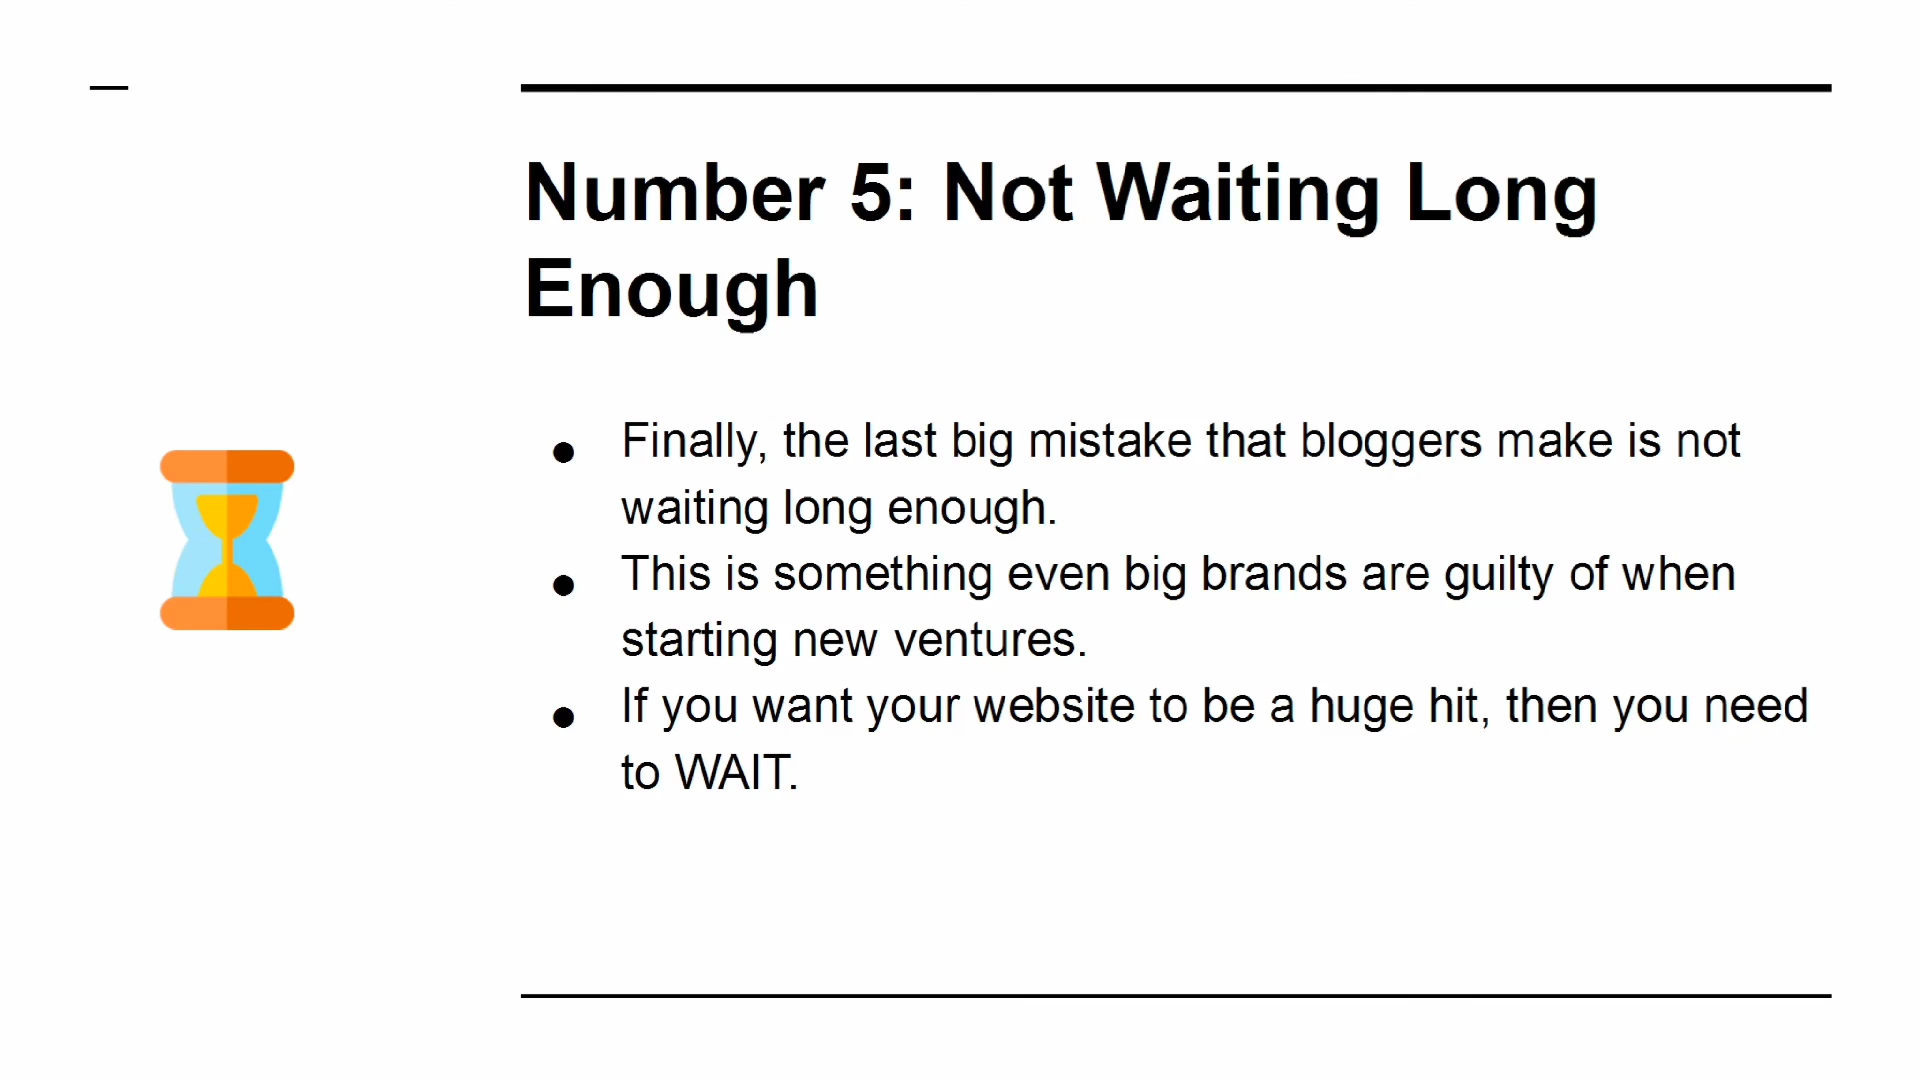 Number 5: Not Waiting Long
Enough
● Finally, the last big mistake that bloggers make is not
waiting long enough.
● This is something even big brands are guilty of when
starting new ventures.
● If you want your website to be a huge hit, then you need
to WAIT.